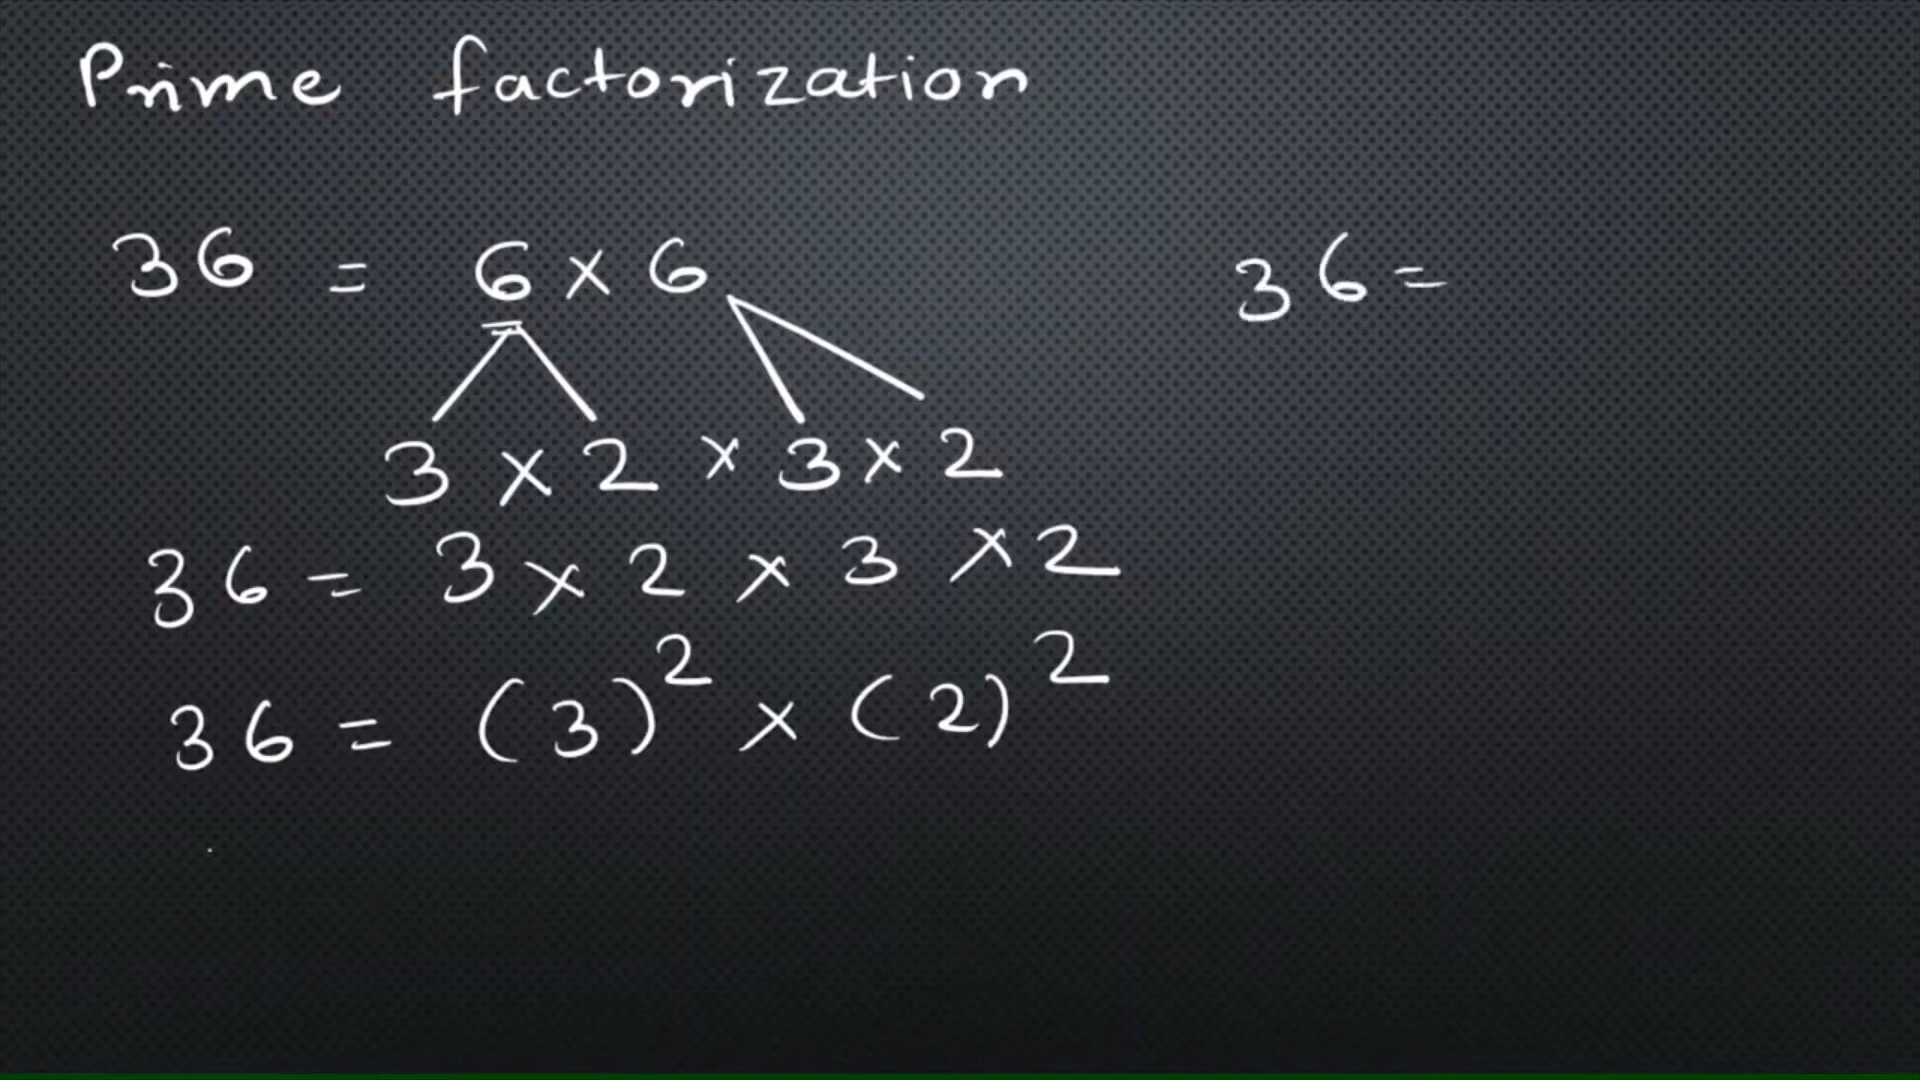 Prime factorization
36 = 6 × 6
3 × 2 × 3 × 2
36 = 3 × 2 × 3 × 2
36 = (3)² × (2)²
36 =